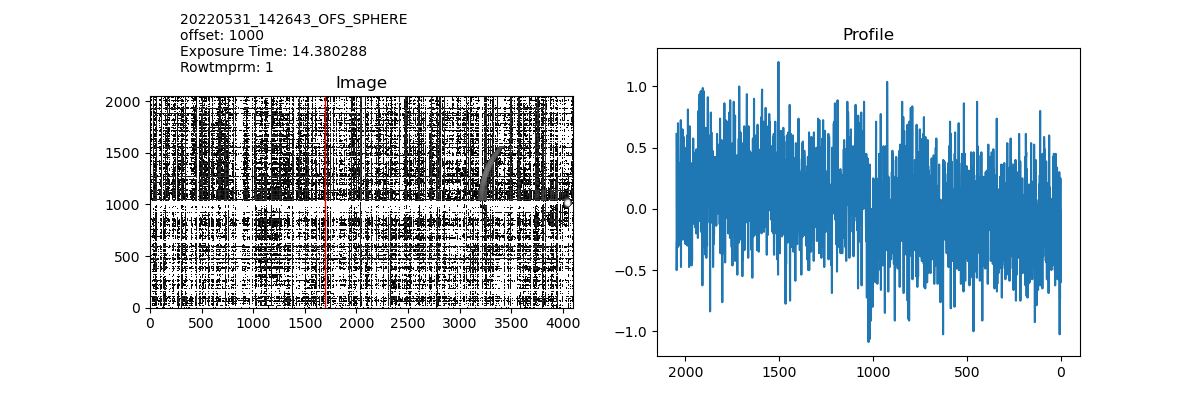 20220531_142643_OFS_SPHERE
offset: 1000
Exposure Time: 14.380288
Rowtmprm: 1
Image
2000
1500
1000
500
0
0 500 1000 1500 2000 2500 3000 3500 4000
Profile
1.0
0.5
0.0
−0.5
−1.0
2000 1500 1000 500 0